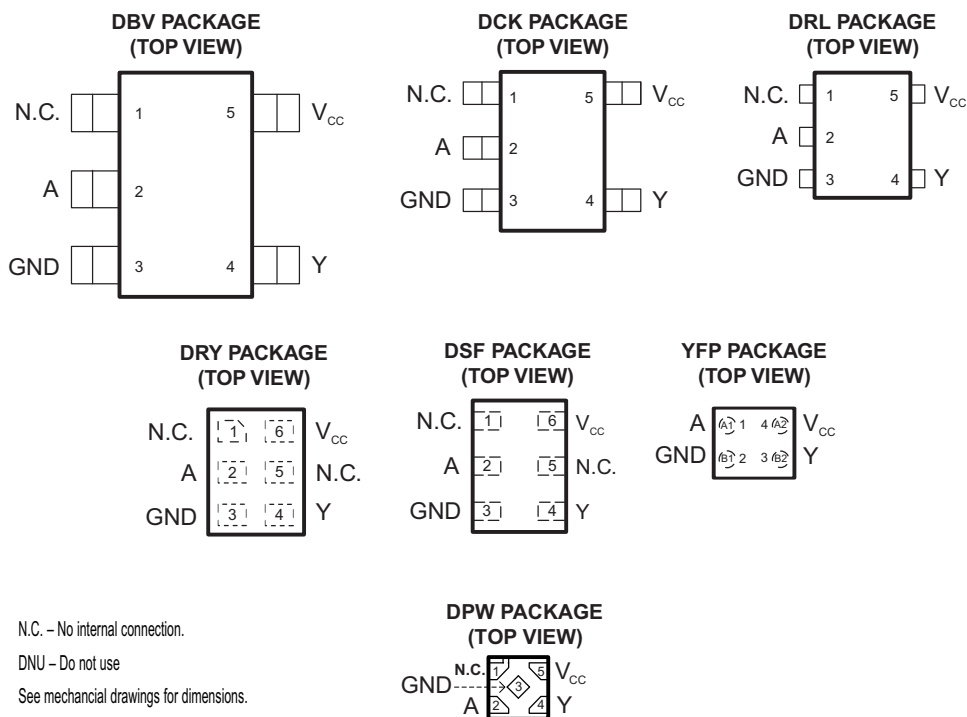 DBV PACKAGE
(TOP VIEW)
N.C. 1 5 VCC
A 2
GND 3 4 Y
DCK PACKAGE
(TOP VIEW)
N.C. 1 5 VCC
A 2
GND 3 4 Y
DRL PACKAGE
(TOP VIEW)
N.C. 1 5 VCC
A 2
GND 3 4 Y
DRY PACKAGE
(TOP VIEW)
N.C. 1 6 VCC
A 2 5 N.C.
GND 3 4 Y
DSF PACKAGE
(TOP VIEW)
N.C. 1 6 VCC
A 2 5 N.C.
GND 3 4 Y
YFP PACKAGE
(TOP VIEW)
A A1 1 4 A2 VCC
GND B1 2 3 B2 Y
N.C. – No internal connection.
DNU – Do not use
See mechancial drawings for dimensions.
DPW PACKAGE
(TOP VIEW)
N.C. 1 5 VCC
GND 3
A 2 4 Y